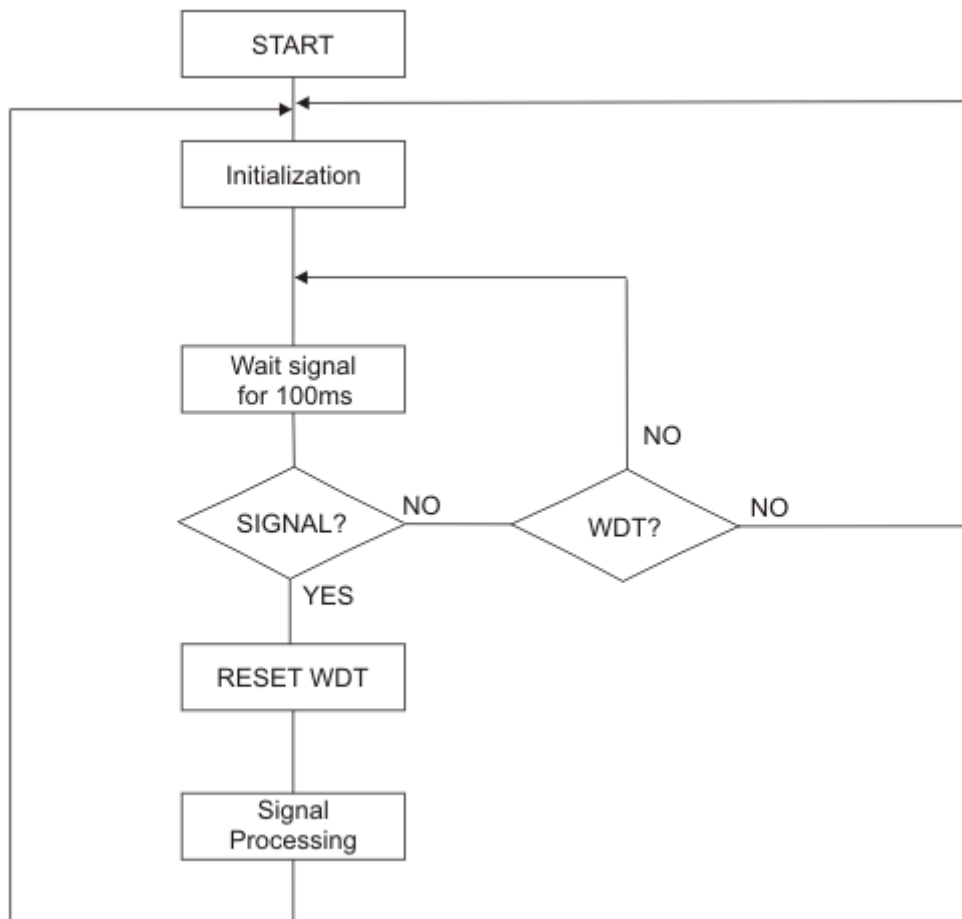 START
Initialization
Wait signal
for 100ms
NO
SIGNAL?
NO
WDT?
NO
YES
RESET WDT
Signal
Processing